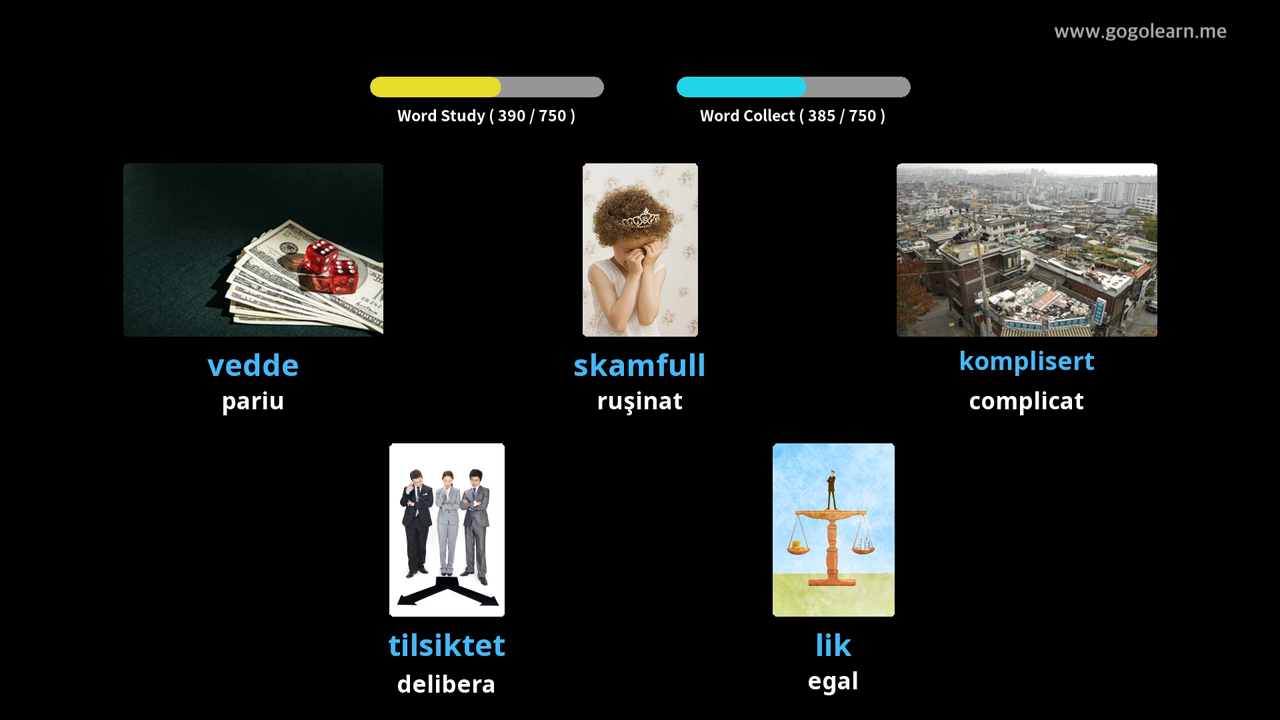 www.gogolearn.me
Word Study ( 390 / 750 )
Word Collect ( 385 / 750 )
vedde
pariu
skamfull
ruşinat
komplisert
complicat
tilsiktet
delibera
lik
egal